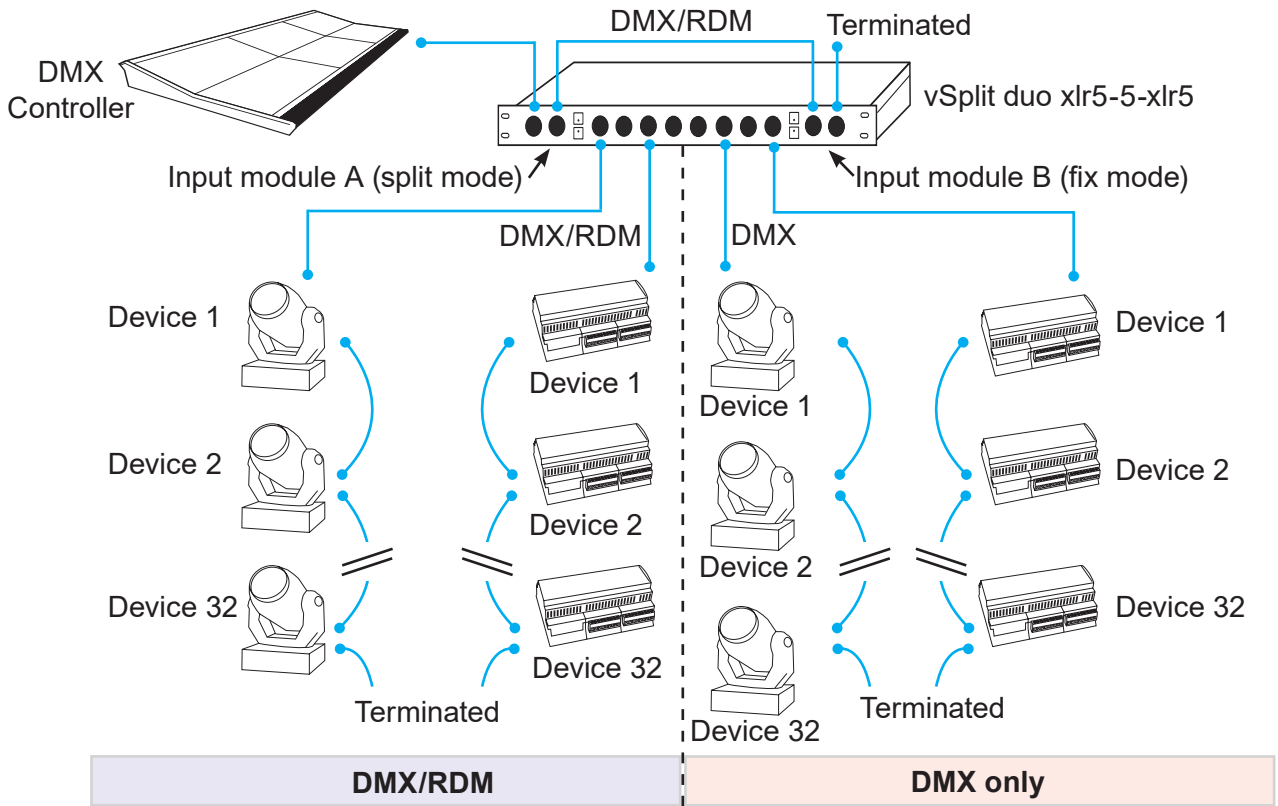 DMX/RDM
Terminated
DMX
Controller
vSplit duo xlr5-5-xlr5
Input module A (split mode)
Input module B (fix mode)
DMX/RDM
DMX
Device 1
Device 1
Device 1
Device 1
Device 2
Device 2
Device 2
Device 2
Device 32
Device 32
Device 32
Device 32
Terminated
Terminated
DMX/RDM
DMX only